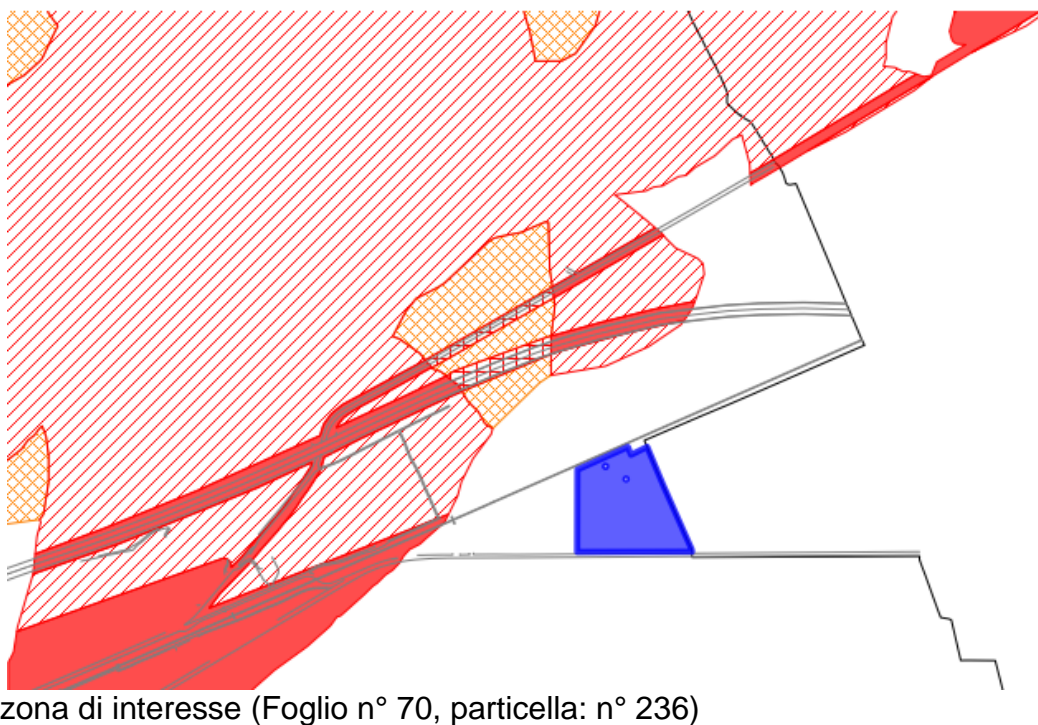 zona di interesse (Foglio n° 70, particella: n° 236)